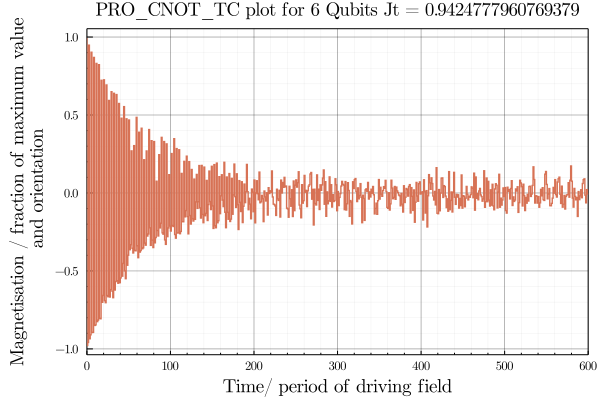 PRO_CNOT_TC plot for 6 Qubits Jt = 0.9424777960769379
Magnetisation / fraction of maximum value
and orientation
1.0
0.5
0.0
−0.5
−1.0
0 100 200 300 400 500 600
Time/ period of driving field